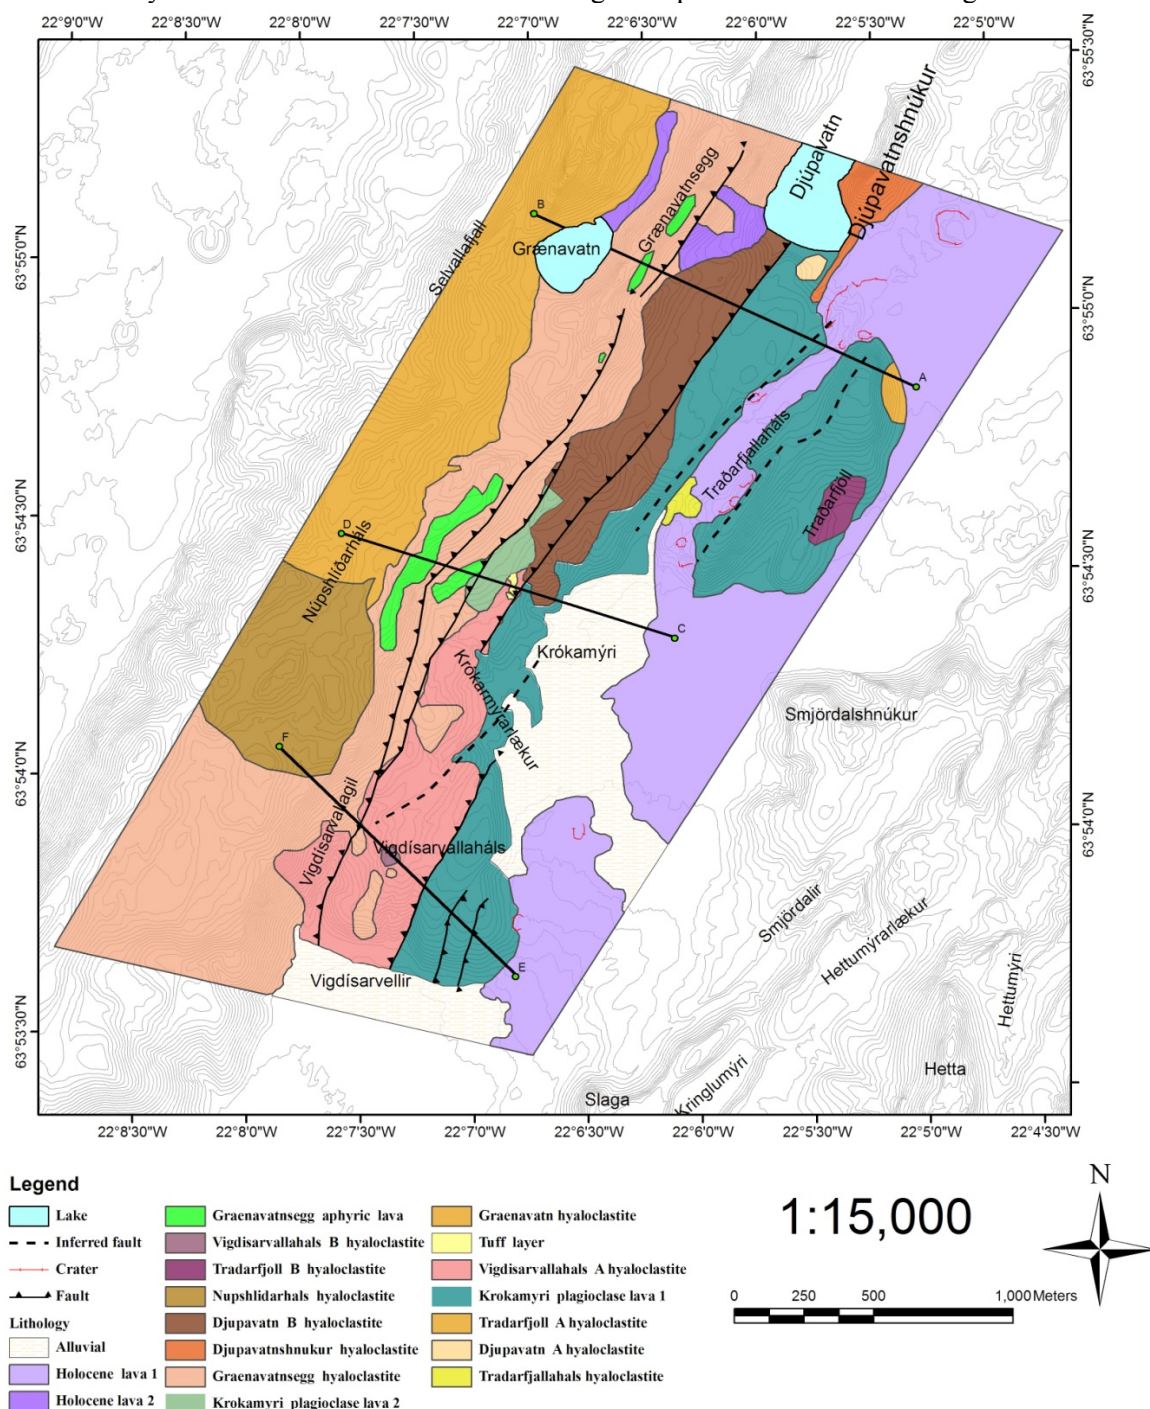 22°9'0"W 22°8'30"W 22°8'0"W 22°7'30"W 22°7'0"W 22°6'30"W 22°6'0"W 22°5'30"W 22°5'0"W
63°55'30"N
63°55'0"N
63°55'0"N
63°54'30"N
63°54'30"N
63°54'0"N
63°54'0"N
63°53'30"N
Djúpavatn
Djúpavatnshnúkur
Grænavatnsegg
B
Grænavatn
Selvallafjall
A
Traðarfjallaháls
Traðarfjöll
D
Núpshlíðarháls
C
Krókamýri
Krókarmýrarlækur
Smjördalshnúkur
F
Vigdísarvallagil
Vigdísarvallaháls
E
Vigdísarvellir
Smjördalir
Hettumýrarlækur
Hettumýri
Hetta
Kringlumýri
Slaga
22°8'30"W 22°8'0"W 22°7'30"W 22°7'0"W 22°6'30"W 22°6'0"W 22°5'30"W 22°5'0"W 22°4'30"W
Legend
Lake
Inferred fault
Crater
Fault
Lithology
Alluvial
Holocene lava 1
Holocene lava 2
Graenavatnsegg aphyric lava
Vigdisarvallahals B hyaloclastite
Tradarfjoll B hyaloclastite
Nupshlidarhals hyaloclastite
Djupavatn B hyaloclastite
Djupavatnshnukur hyaloclastite
Graenavatnsegg hyaloclastite
Krokamyri plagioclase lava 2
Graenavatn hyaloclastite
Tuff layer
Vigdisarvallahals A hyaloclastite
Krokamyri plagioclase lava 1
Tradarfjoll A hyaloclastite
Djupavatn A hyaloclastite
Tradarfjallahals hyaloclastite
1:15,000
N
0 250 500 1,000 Meters